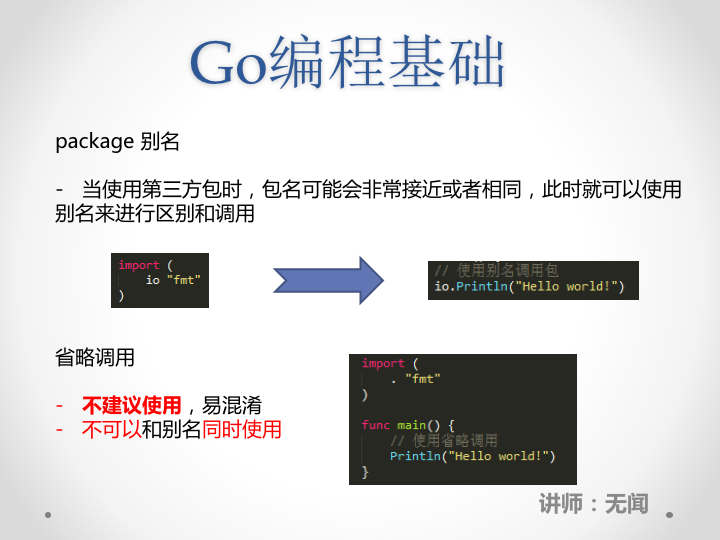 Go编程基础
package 别名
- 当使用第三方包时，包名可能会非常接近或者相同，此时就可以使用
别名来进行区别和调用
import (
io "fmt"
)
// 使用别名调用包
io.Println("Hello world!")
省略调用
- 不建议使用，易混淆
- 不可以和别名同时使用
import (
. "fmt"
)
func main() {
// 使用省略调用
Println("Hello world!")
}
讲师：无闻